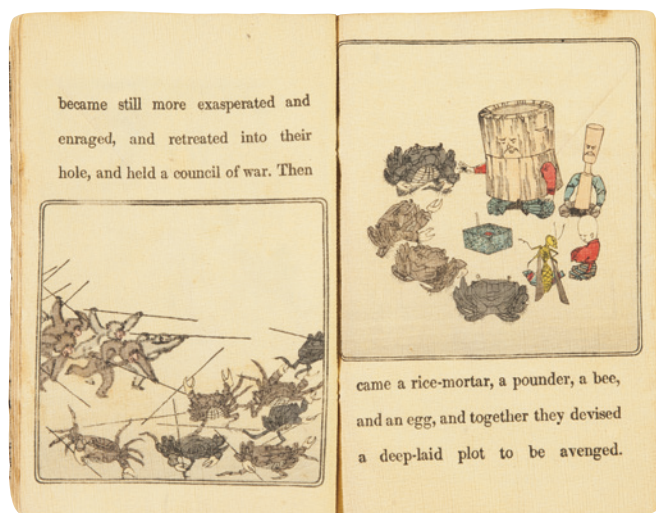 became still more exasperated and
enraged, and retreated into their
hole, and held a council of war. Then
came a rice-mortar, a pounder, a bee,
and an egg, and together they devised
a deep-laid plot to be avenged.